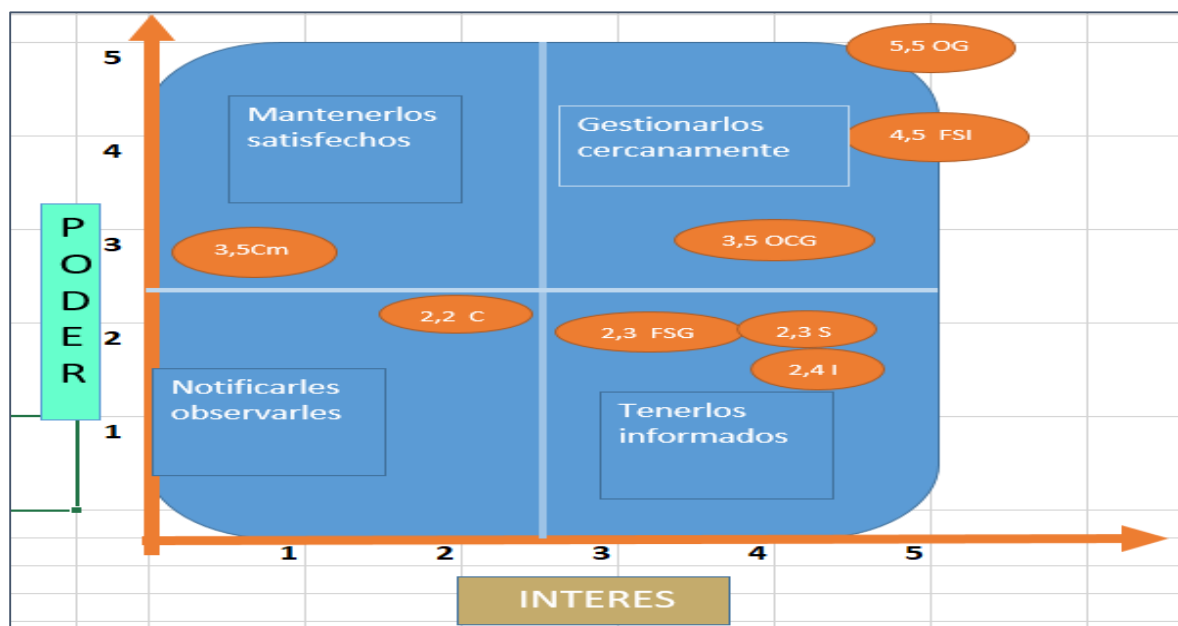 5
4
3
2
1
P
O
D
E
R
Mantenerlos
satisfechos
Gestionarlos
cercanamente
5,5 OG
4,5 FSI
3,5Cm
3,5 OCG
2,2 C
2,3 FSG
2,3 S
2,4 I
Notificarles
observarles
Tenerlos
informados
1
2
3
4
5
INTERES